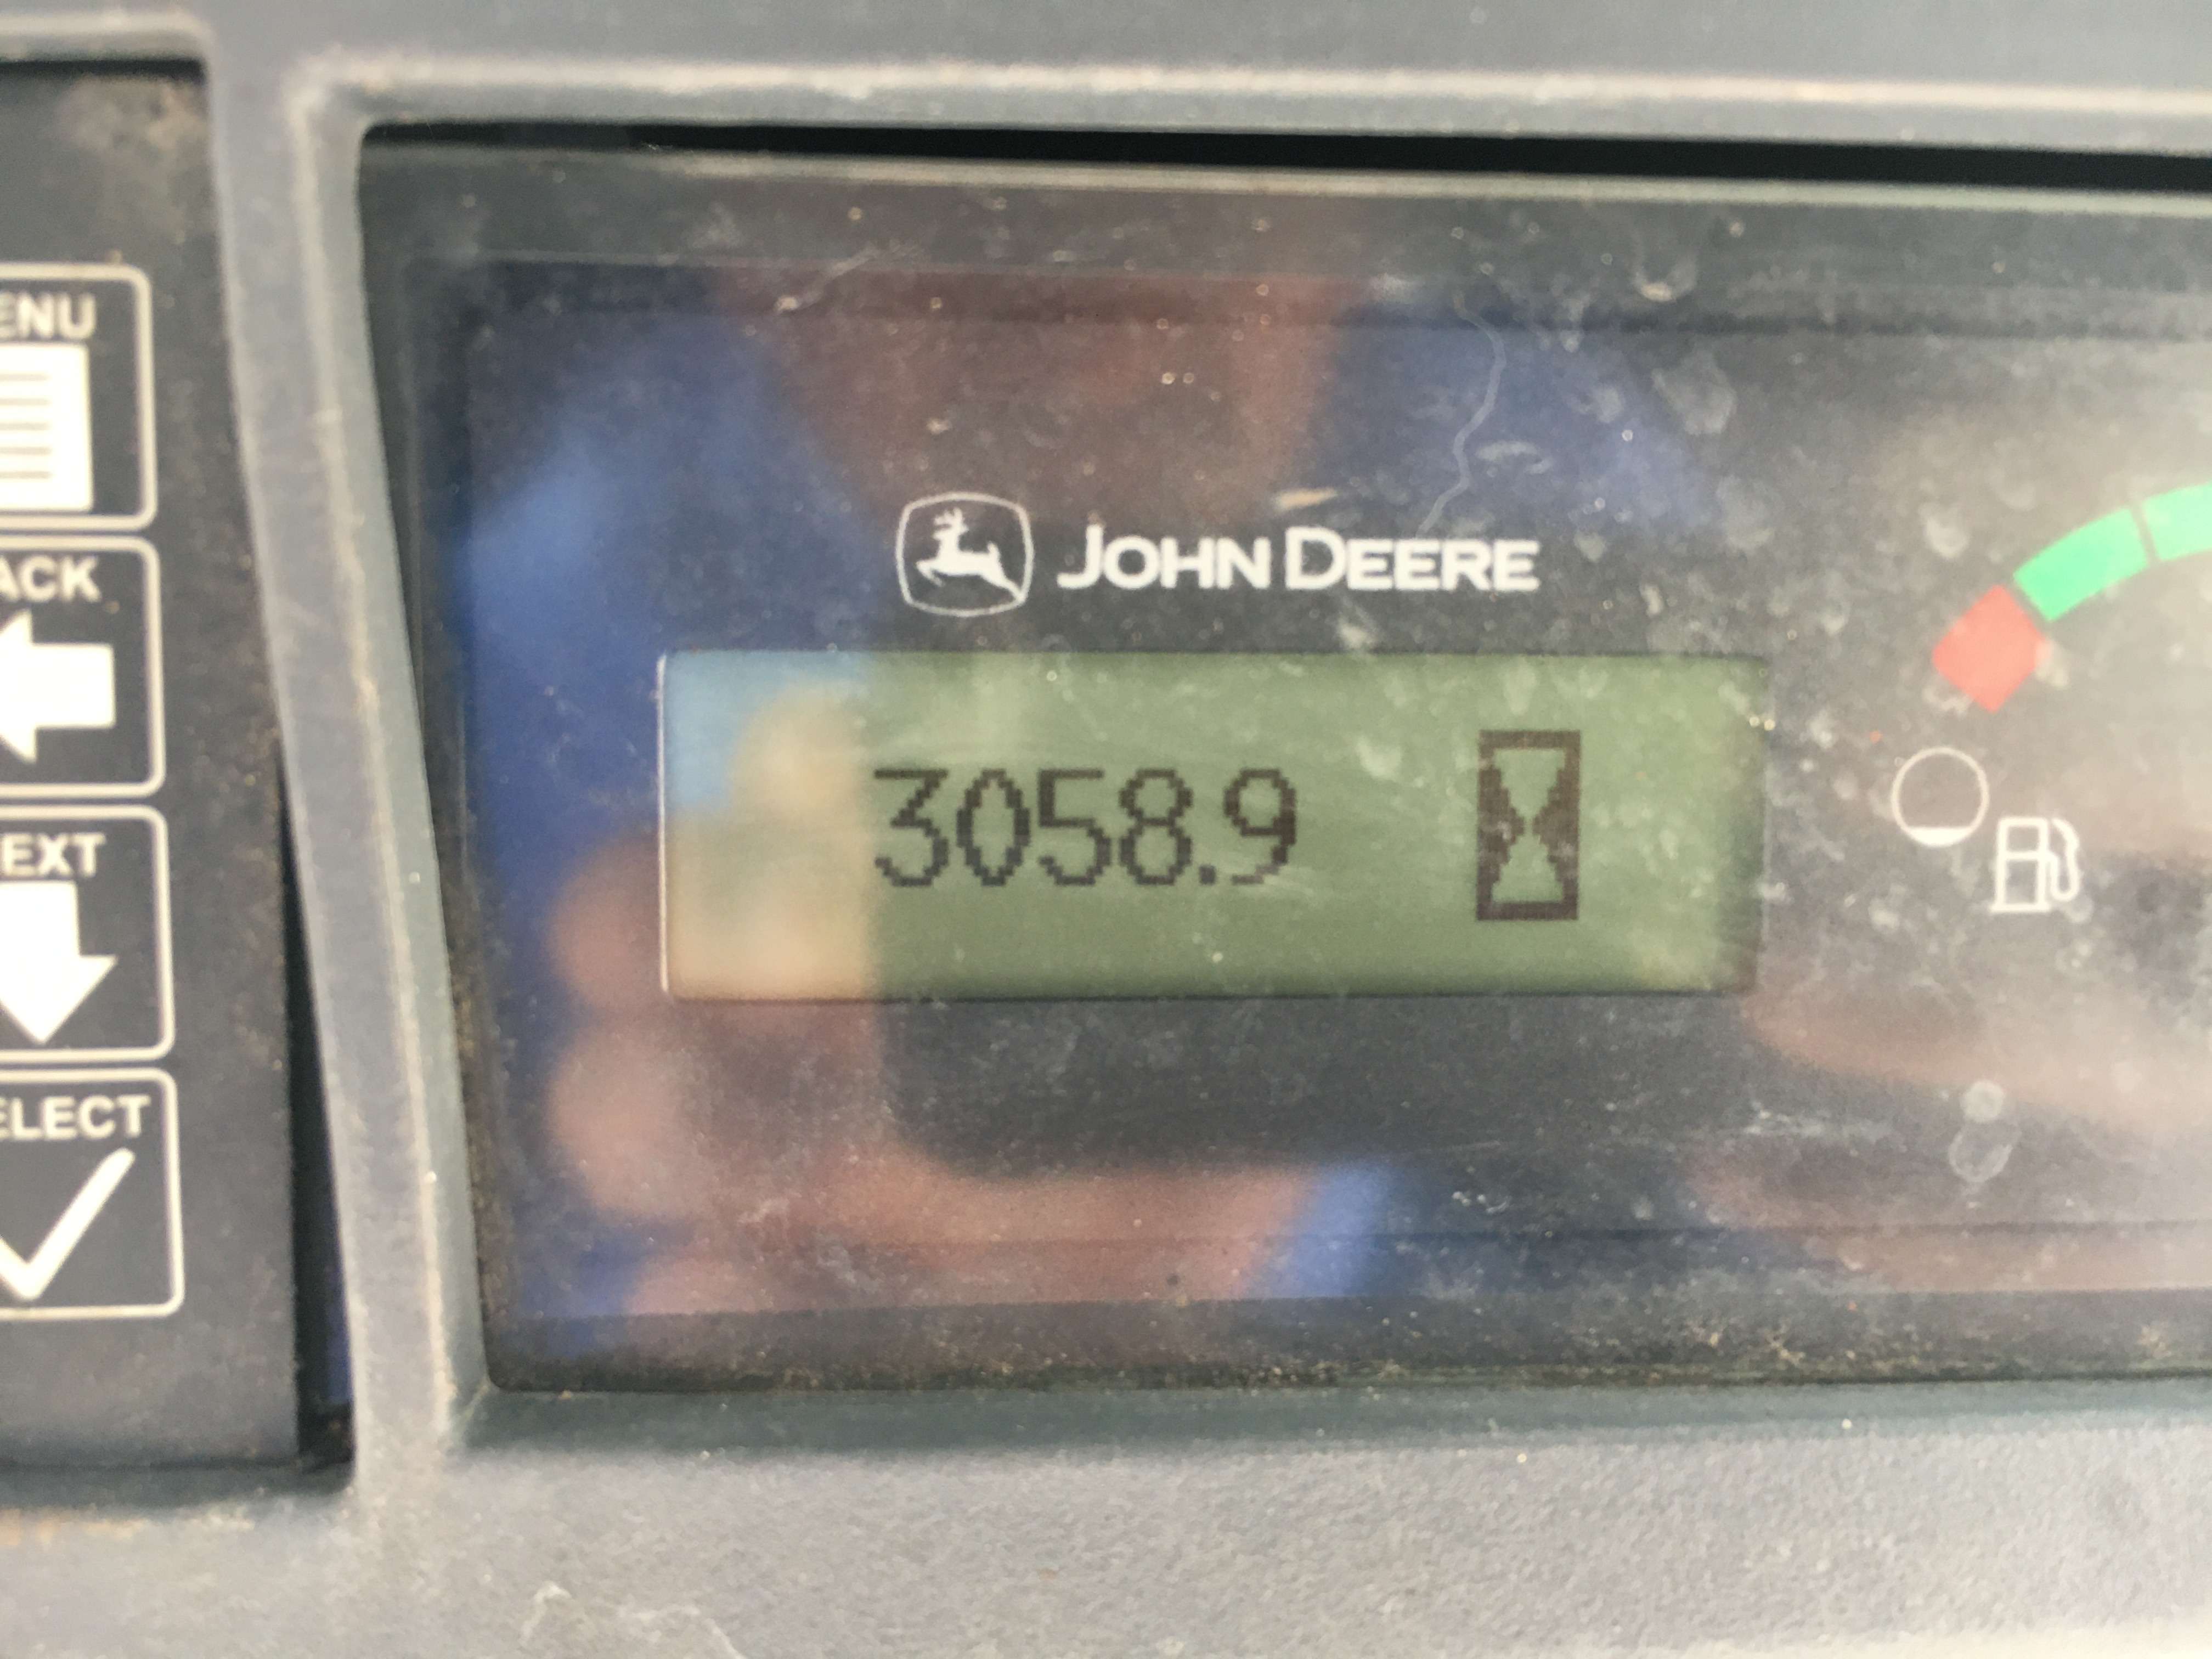 ENU
ACK
EXT
ELECT
JOHN DEERE
3058.9